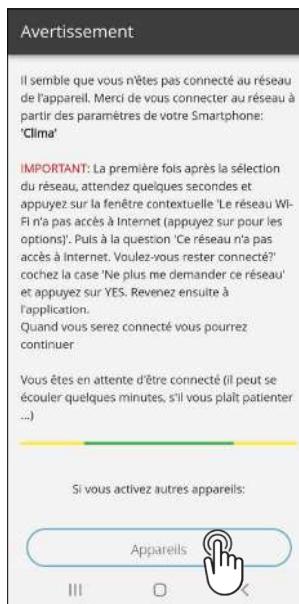 Avertissement
Il semble que vous n'êtes pas connecté au réseau
de l'appareil. Merci de vous connecter au réseau à
partir des paramètres de votre Smartphone:
'Clima'
IMPORTANT: La première fois après la sélection
du réseau, attendez quelques secondes et
appuyez sur la fenêtre contextuelle 'Le réseau Wi-
Fi n'a pas accès à Internet (appuyez sur pour les
options)'. Puis à la question 'Ce réseau n'a pas
accès à Internet. Voulez-vous rester connecté?'
cochez la case 'Ne plus me demander ce réseau'
et appuyez sur YES. Revenez ensuite à
l'application.
Quand vous serez connecté vous pourrez
continuer
Vous êtes en attente d'être connecté (il peut se
écouler quelques minutes, s'il vous plaît patienter
...)
Si vous activez autres appareils:
Appareils